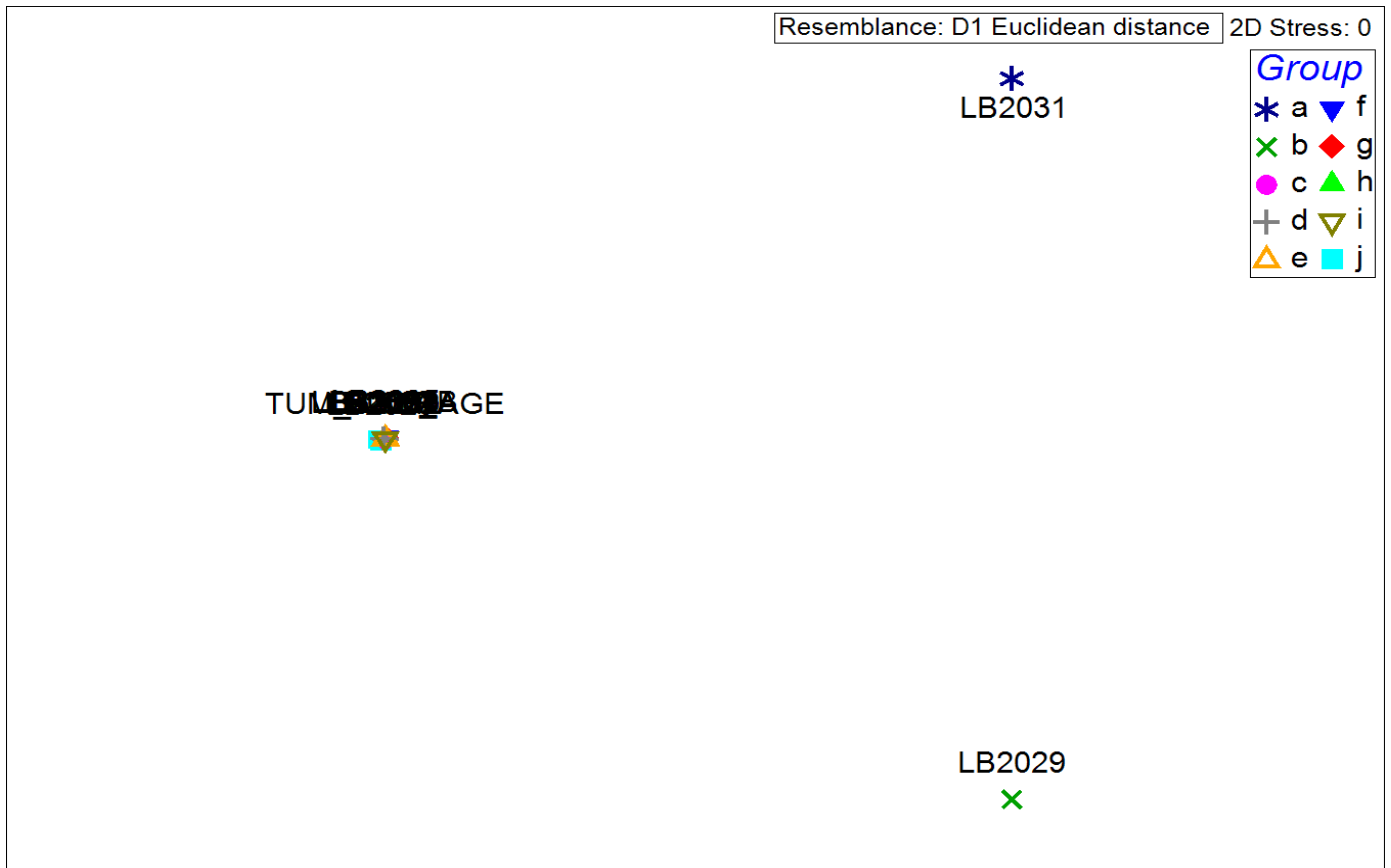 Resemblance: D1 Euclidean distance
2D Stress: 0
Group
a f
b g
c h
d i
e j
LB2031
LB2029